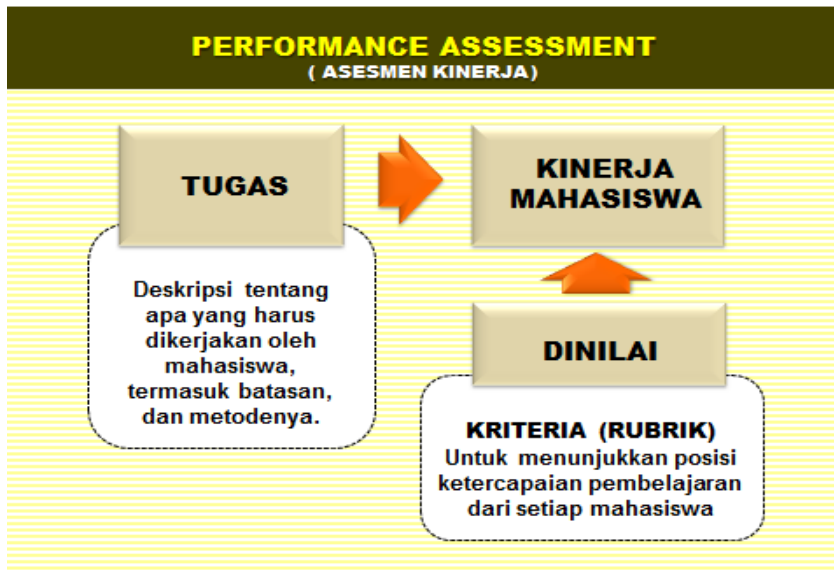 PERFORMANCE ASSESSMENT
( ASESMEN KINERJA)
TUGAS
Deskripsi tentang
apa yang harus
dikerjakan oleh
mahasiswa,
termasuk batasan,
dan metodenya.
KINERJA
MAHASISWA
DINILAI
KRITERIA (RUBRIK)
Untuk menunjukkan posisi
ketercapaian pembelajaran
dari setiap mahasiswa